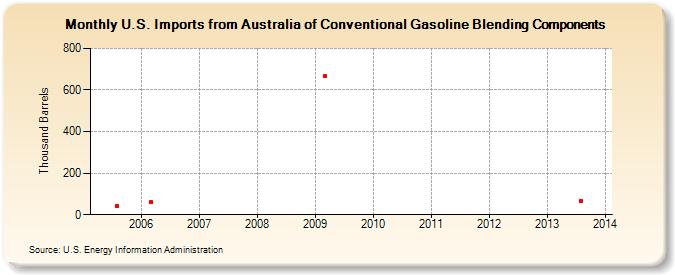 Monthly U.S. Imports from Australia of Conventional Gasoline Blending Components
Thousand Barrels
800
600
400
200
0
2006 2007 2008 2009 2010 2011 2012 2013 2014
Source: U.S. Energy Information Administration